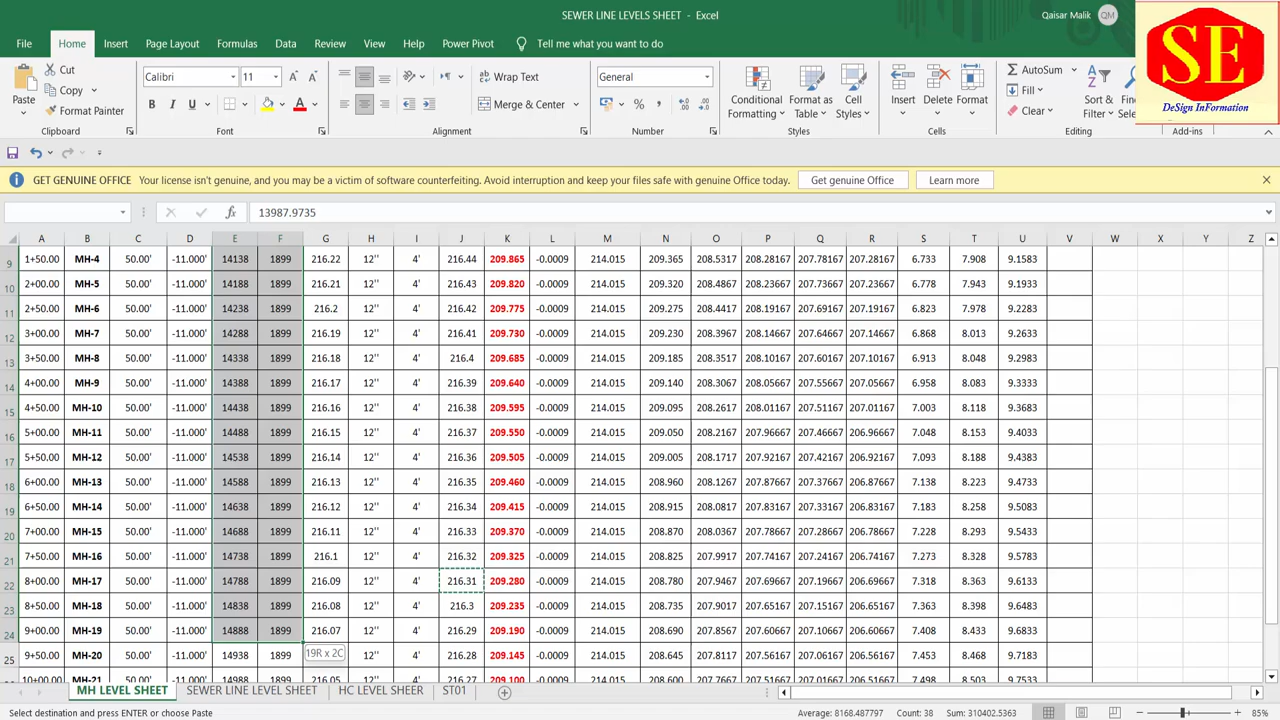 SEWER LINE LEVELS SHEET - Excel
Qaisar Malik QM
SE
DeSign InFormation
File Home Insert Page Layout Formulas Data Review View Help Power Pivot Tell me what you want to do
Paste Cut Copy Format Painter Clipboard
Calibri 11 B I U A Font
Wrap Text Merge & Center Alignment
General % Number
Conditional Formatting Format as Table Cell Styles Styles
Insert Delete Format Cells
AutoSum Fill Clear Sort & Filter Editing
Add-ins
GET GENUINE OFFICE Your license isn't genuine, and you may be a victim of software counterfeiting. Avoid interruption and keep your files safe with genuine Office today. Get genuine Office Learn more
fx 13987.9735
A B C D E F G H I J K L M N O P Q R S T U V W X Y Z
9 1+50.00 MH-4 50.00' -11.000' 14138 1899 216.22 12'' 4' 216.44 209.865 -0.0009 214.015 209.365 208.5317 208.28167 207.78167 207.28167 6.733 7.908 9.1583
10 2+00.00 MH-5 50.00' -11.000' 14188 1899 216.21 12'' 4' 216.43 209.820 -0.0009 214.015 209.320 208.4867 208.23667 207.73667 207.23667 6.778 7.943 9.1933
11 2+50.00 MH-6 50.00' -11.000' 14238 1899 216.2 12'' 4' 216.42 209.775 -0.0009 214.015 209.275 208.4417 208.19167 207.69167 207.19167 6.823 7.978 9.2283
12 3+00.00 MH-7 50.00' -11.000' 14288 1899 216.19 12'' 4' 216.41 209.730 -0.0009 214.015 209.230 208.3967 208.14667 207.64667 207.14667 6.868 8.013 9.2633
13 3+50.00 MH-8 50.00' -11.000' 14338 1899 216.18 12'' 4' 216.4 209.685 -0.0009 214.015 209.185 208.3517 208.10167 207.60167 207.10167 6.913 8.048 9.2983
14 4+00.00 MH-9 50.00' -11.000' 14388 1899 216.17 12'' 4' 216.39 209.640 -0.0009 214.015 209.140 208.3067 208.05667 207.55667 207.05667 6.958 8.083 9.3333
15 4+50.00 MH-10 50.00' -11.000' 14438 1899 216.16 12'' 4' 216.38 209.595 -0.0009 214.015 209.095 208.2617 208.01167 207.51167 207.01167 7.003 8.118 9.3683
16 5+00.00 MH-11 50.00' -11.000' 14488 1899 216.15 12'' 4' 216.37 209.550 -0.0009 214.015 209.050 208.2167 207.96667 207.46667 206.96667 7.048 8.153 9.4033
17 5+50.00 MH-12 50.00' -11.000' 14538 1899 216.14 12'' 4' 216.36 209.505 -0.0009 214.015 209.005 208.1717 207.92167 207.42167 206.92167 7.093 8.188 9.4383
18 6+00.00 MH-13 50.00' -11.000' 14588 1899 216.13 12'' 4' 216.35 209.460 -0.0009 214.015 208.960 208.1267 207.87667 207.37667 206.87667 7.138 8.223 9.4733
19 6+50.00 MH-14 50.00' -11.000' 14638 1899 216.12 12'' 4' 216.34 209.415 -0.0009 214.015 208.915 208.0817 207.83167 207.33167 206.83167 7.183 8.258 9.5083
20 7+00.00 MH-15 50.00' -11.000' 14688 1899 216.11 12'' 4' 216.33 209.370 -0.0009 214.015 208.870 208.0367 207.78667 207.28667 206.78667 7.228 8.293 9.5433
21 7+50.00 MH-16 50.00' -11.000' 14738 1899 216.1 12'' 4' 216.32 209.325 -0.0009 214.015 208.825 207.9917 207.74167 207.24167 206.74167 7.273 8.328 9.5783
22 8+00.00 MH-17 50.00' -11.000' 14788 1899 216.09 12'' 4' 216.31 209.280 -0.0009 214.015 208.780 207.9467 207.69667 207.19667 206.69667 7.318 8.363 9.6133
23 8+50.00 MH-18 50.00' -11.000' 14838 1899 216.08 12'' 4' 216.3 209.235 -0.0009 214.015 208.735 207.9017 207.65167 207.15167 206.65167 7.363 8.398 9.6483
24 9+00.00 MH-19 50.00' -11.000' 14888 1899 216.07 12'' 4' 216.29 209.190 -0.0009 214.015 208.690 207.8567 207.60667 207.10667 206.60667 7.408 8.433 9.6833
25 9+50.00 MH-20 50.00' -11.000' 14938 1899 12'' 4' 216.28 209.145 -0.0009 214.015 208.645 207.8117 207.56167 207.06167 206.56167 7.453 8.468 9.7183
19R x 2C
10+00.00 MH-21 50.00' -11.000' 14988 1899 216.05 12'' 4' 216.27 209.100 -0.0009 214.015 208.600 207.7667 207.51667 207.01667 206.51667 7.498 8.503 9.7533
MH LEVEL SHEET SEWER LINE LEVEL SHEET HC LEVEL SHEER ST01
Select destination and press ENTER or choose Paste Average: 8168.487797 Count: 38 Sum: 310402.5363 85%